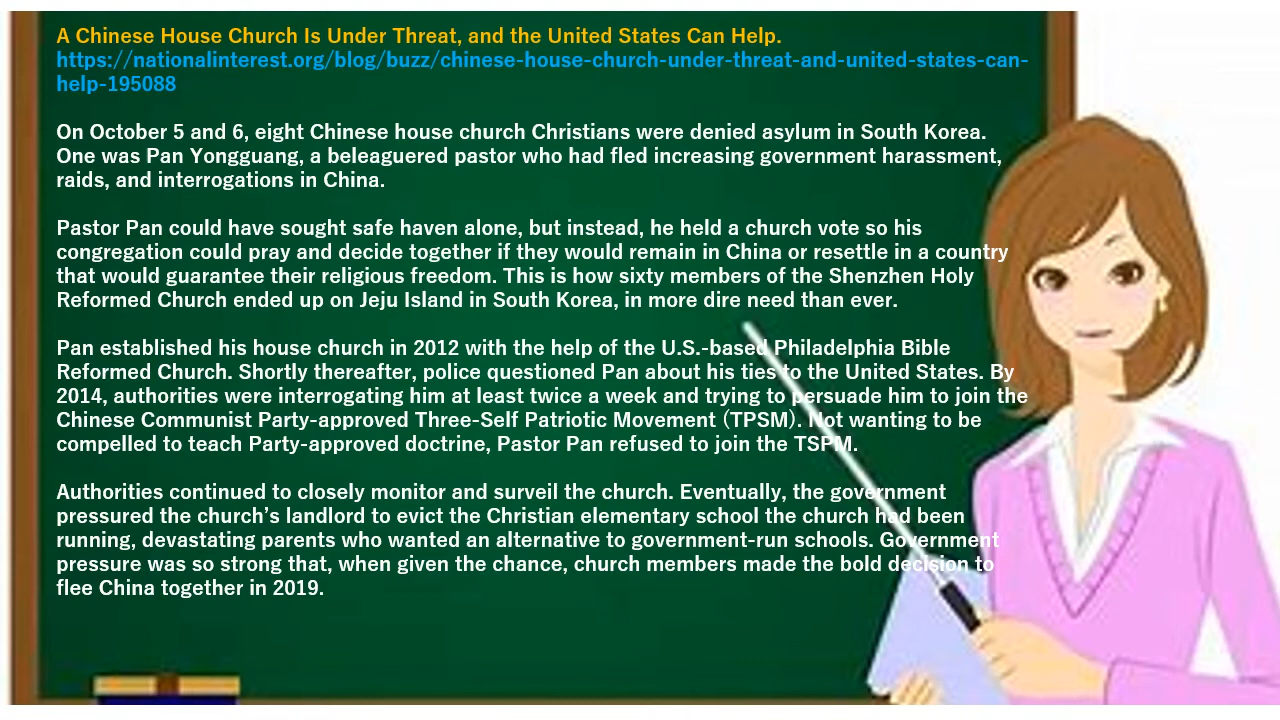 A Chinese House Church Is Under Threat, and the United States Can Help.
https://nationalinterest.org/blog/buzz/chinese-house-church-under-threat-and-united-states-can-
help-195088
On October 5 and 6, eight Chinese house church Christians were denied asylum in South Korea.
One was Pan Yongguang, a beleaguered pastor who had fled increasing government harassment,
raids, and interrogations in China.
Pastor Pan could have sought safe haven alone, but instead, he held a church vote so his
congregation could pray and decide together if they would remain in China or resettle in a country
that would guarantee their religious freedom. This is how sixty members of the Shenzhen Holy
Reformed Church ended up on Jeju Island in South Korea, in more dire need than ever.
Pan established his house church in 2012 with the help of the U.S.-based Philadelphia Bible
Reformed Church. Shortly thereafter, police questioned Pan about his ties to the United States. By
2014, authorities were interrogating him at least twice a week and trying to persuade him to join the
Chinese Communist Party-approved Three-Self Patriotic Movement (TPSM). Not wanting to be
compelled to teach Party-approved doctrine, Pastor Pan refused to join the TSPM.
Authorities continued to closely monitor and surveil the church. Eventually, the government
pressured the church’s landlord to evict the Christian elementary school the church had been
running, devastating parents who wanted an alternative to government-run schools. Government
pressure was so strong that, when given the chance, church members made the bold decision to
flee China together in 2019.